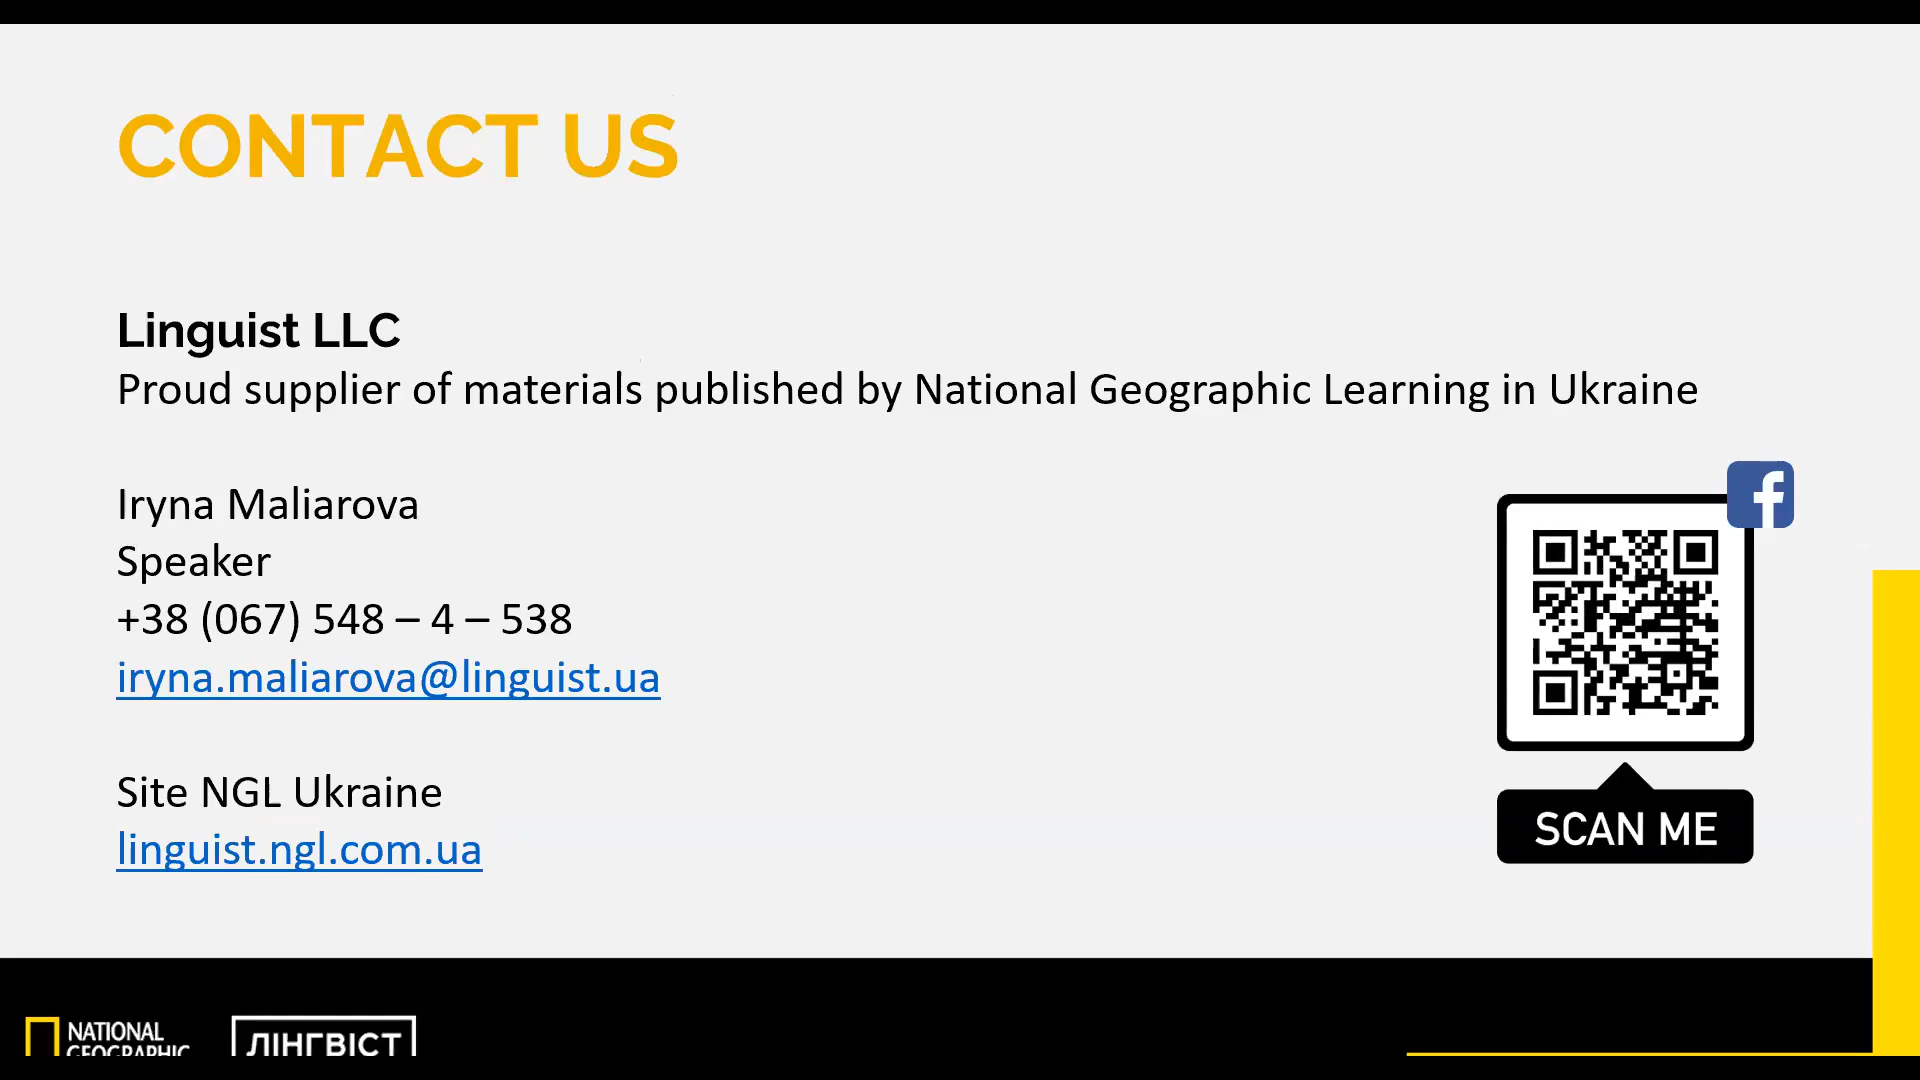 CONTACT US
Linguist LLC
Proud supplier of materials published by National Geographic Learning in Ukraine
Iryna Maliarova
Speaker
+38 (067) 548 – 4 – 538
iryna.maliarova@linguist.ua
Site NGL Ukraine
linguist.ngl.com.ua
f
SCAN ME
NATIONAL
GEOGRAPHIC
ЛІНГВІСТ